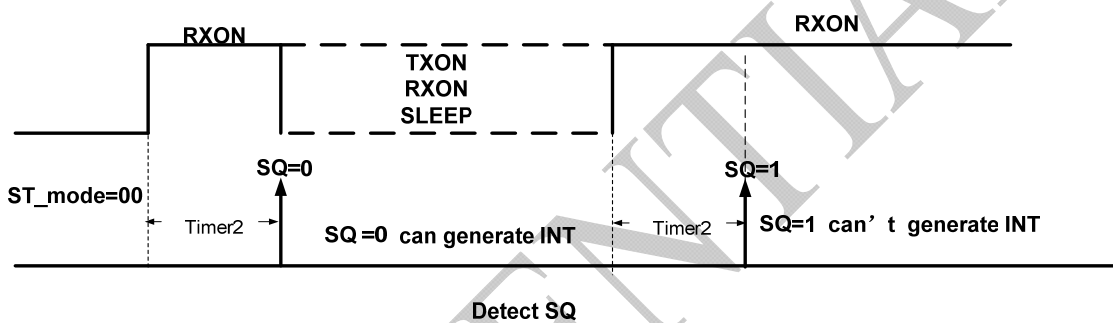 RXON
RXON
TXON
RXON
SLEEP
SQ=0
SQ=1
ST_mode=00
Timer2
SQ=0 can generate INT
Timer2
SQ=1 can't generate INT
Detect SQ